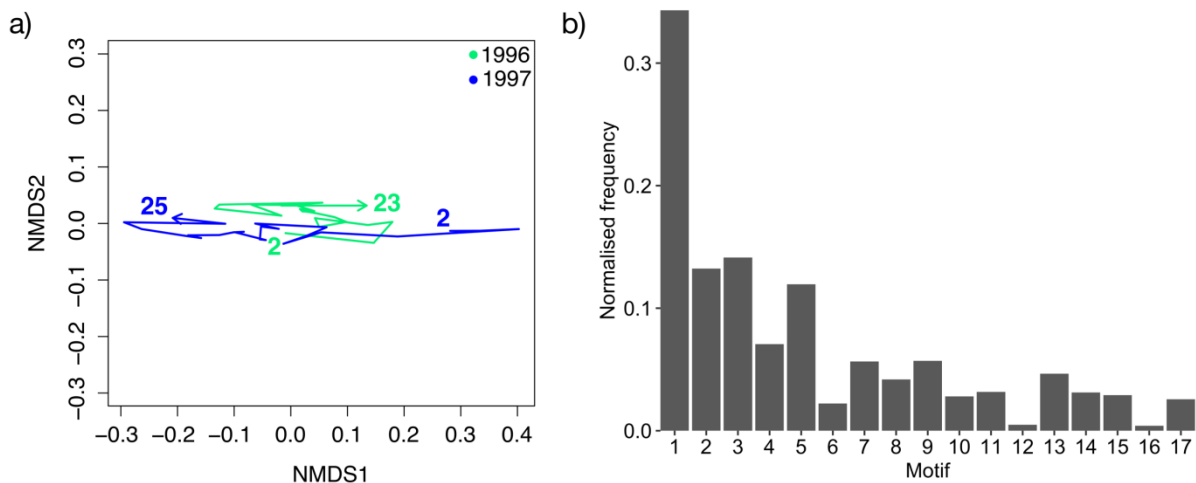 a)
1996
1997
25
23
2
2
0.3
0.2
0.1
0.0
−0.1
−0.2
−0.3
NMDS2
−0.3 −0.2 −0.1 0.0 0.1 0.2 0.3 0.4
NMDS1
b)
0.3
0.2
0.1
0.0
Normalised frequency
1 2 3 4 5 6 7 8 9 10 11 12 13 14 15 16 17
Motif